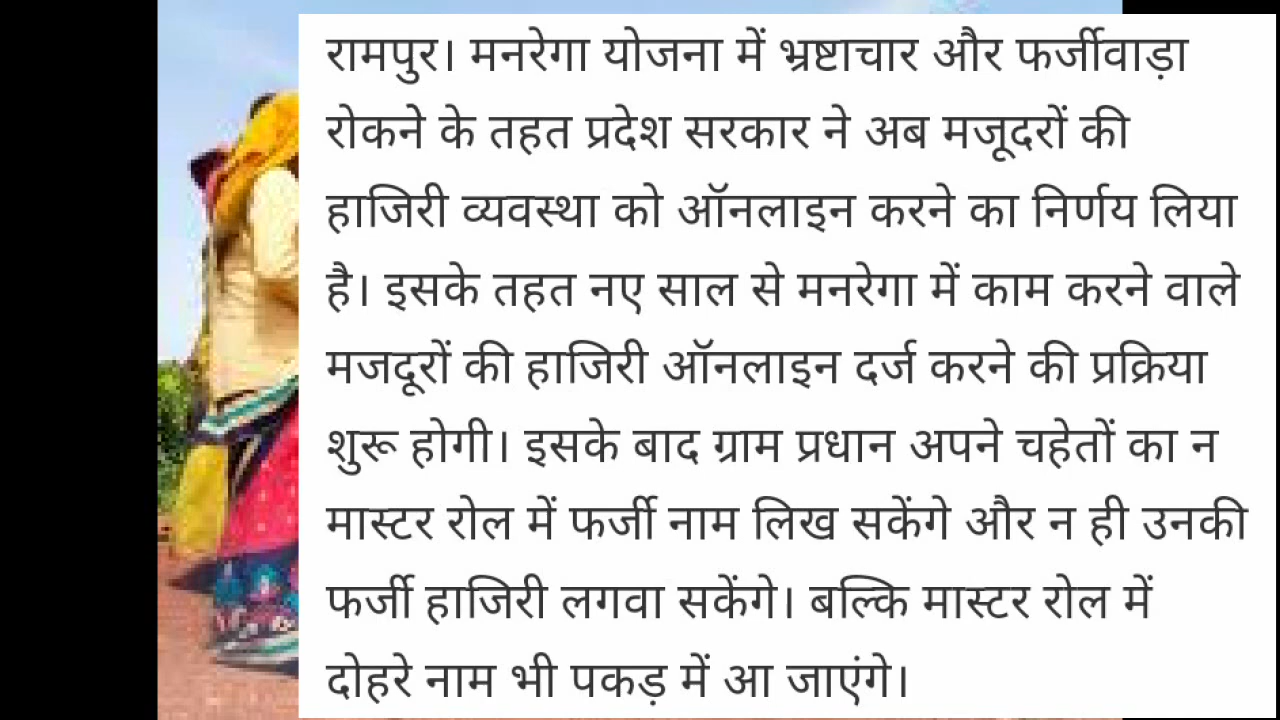 रामपुर। मनरेगा योजना में भ्रष्टाचार और फर्जीवाड़ा
रोकने के तहत प्रदेश सरकार ने अब मजूदरों की
हाजिरी व्यवस्था को ऑनलाइन करने का निर्णय लिया
है। इसके तहत नए साल से मनरेगा में काम करने वाले
मजदूरों की हाजिरी ऑनलाइन दर्ज करने की प्रक्रिया
शुरू होगी। इसके बाद ग्राम प्रधान अपने चहेतों का न
मास्टर रोल में फर्जी नाम लिख सकेंगे और न ही उनकी
फर्जी हाजिरी लगवा सकेंगे। बल्कि मास्टर रोल में
दोहरे नाम भी पकड़ में आ जाएंगे।